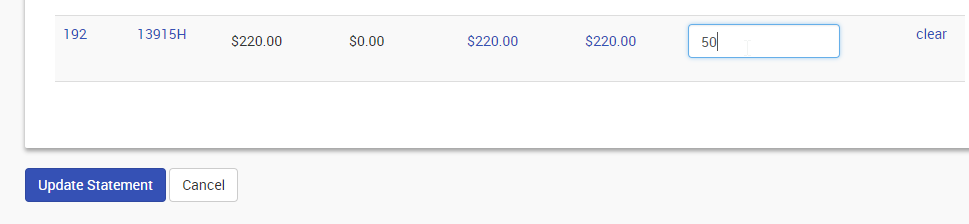 192 13915H $220.00 $0.00 $220.00 $220.00 50 clear
Update Statement Cancel